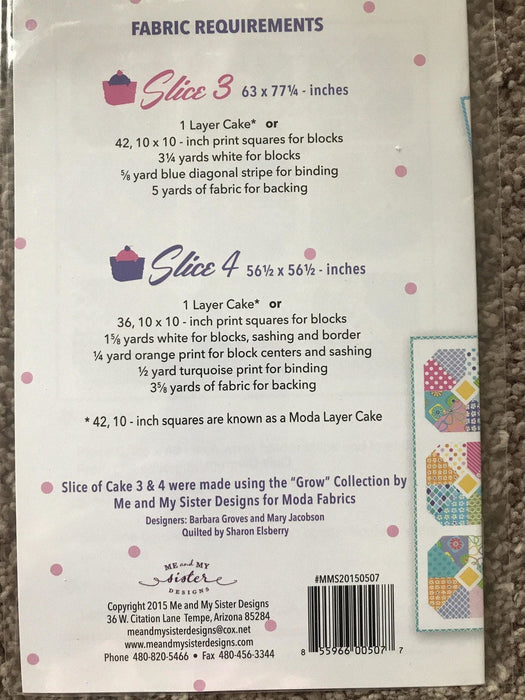 FABRIC REQUIREMENTS
Slice 3 63 x 77¼ - inches
1 Layer Cake* or
42, 10 x 10 - inch print squares for blocks
3¼ yards white for blocks
⅝ yard blue diagonal stripe for binding
5 yards of fabric for backing
Slice 4 56½ x 56½ - inches
1 Layer Cake* or
36, 10 x 10 - inch print squares for blocks
1⅝ yards white for blocks, sashing and border
¼ yard orange print for block centers and sashing
½ yard turquoise print for binding
3⅝ yards of fabric for backing
* 42, 10 - inch squares are known as a Moda Layer Cake
Slice of Cake 3 & 4 were made using the "Grow" Collection by
Me and My Sister Designs for Moda Fabrics
Designers: Barbara Groves and Mary Jacobson
Quilted by Sharon Elsberry
ME and MY
sister
DESIGNS
Copyright 2015 Me and My Sister Designs
36 W. Citation Lane Tempe, Arizona 85284
meandmysisterdesigns@cox.net
www.meandmysisterdesigns.com
Phone 480-820-5466 • Fax 480-456-3344
#MMS20150507
8 55966 00507 7